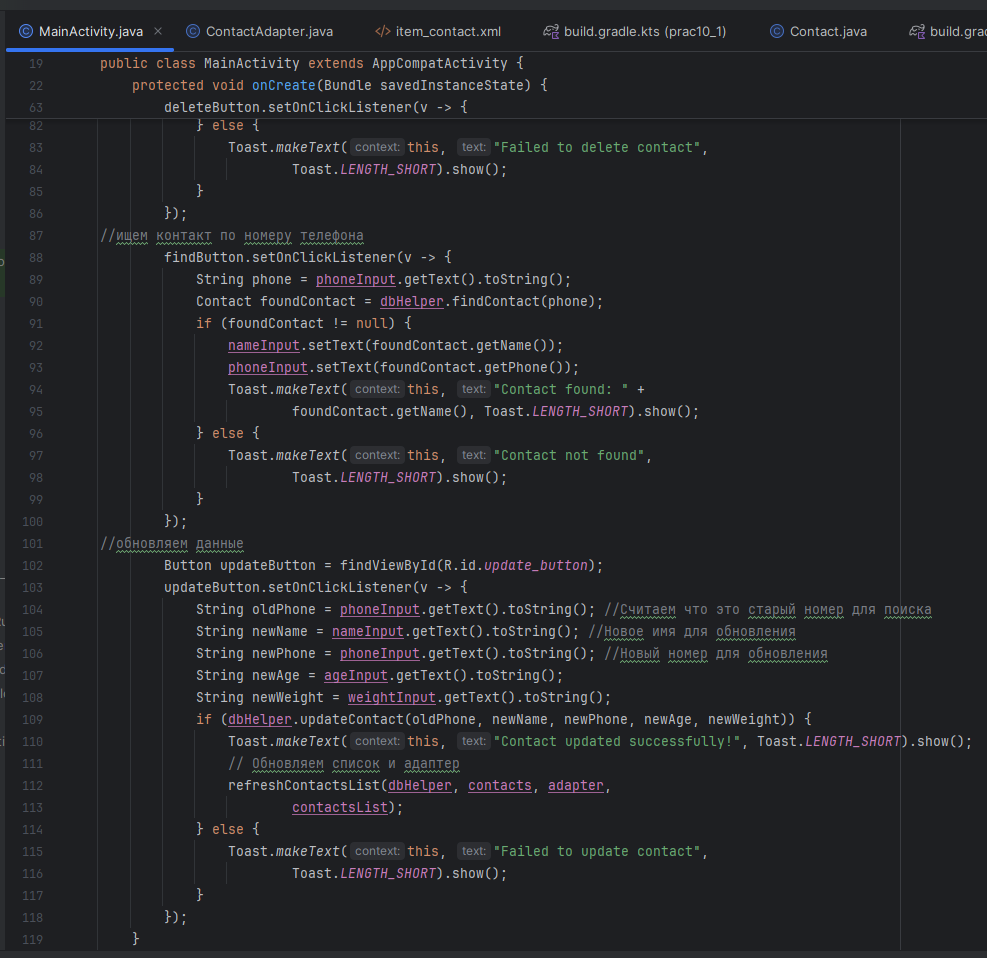 MainActivity.java ContactAdapter.java item_contact.xml build.gradle.kts (prac10_1) Contact.java
19 public class MainActivity extends AppCompatActivity {
22 protected void onCreate(Bundle savedInstanceState) {
63 deleteButton.setOnClickListener(v -> {
82 } else {
83 Toast.makeText( context: this, text: "Failed to delete contact",
84 Toast.LENGTH_SHORT).show();
85 }
86 });
87 //ищем контакт по номеру телефона
88 findButton.setOnClickListener(v -> {
89 String phone = phoneInput.getText().toString();
90 Contact foundContact = dbHelper.findContact(phone);
91 if (foundContact != null) {
92 nameInput.setText(foundContact.getName());
93 phoneInput.setText(foundContact.getPhone());
94 Toast.makeText( context: this, text: "Contact found: " +
95 foundContact.getName(), Toast.LENGTH_SHORT).show();
96 } else {
97 Toast.makeText( context: this, text: "Contact not found",
98 Toast.LENGTH_SHORT).show();
99 }
100 });
101 //обновляем данные
102 Button updateButton = findViewById(R.id.update_button);
103 updateButton.setOnClickListener(v -> {
104 String oldPhone = phoneInput.getText().toString(); //Считаем что это старый номер для поиска
105 String newName = nameInput.getText().toString(); //Новое имя для обновления
106 String newPhone = phoneInput.getText().toString(); //Новый номер для обновления
107 String newAge = ageInput.getText().toString();
108 String newWeight = weightInput.getText().toString();
109 if (dbHelper.updateContact(oldPhone, newName, newPhone, newAge, newWeight)) {
110 Toast.makeText( context: this, text: "Contact updated successfully!", Toast.LENGTH_SHORT).show();
111 // Обновляем список и адаптер
112 refreshContactsList(dbHelper, contacts, adapter,
113 contactsList);
114 } else {
115 Toast.makeText( context: this, text: "Failed to update contact",
116 Toast.LENGTH_SHORT).show();
117 }
118 });
119 }